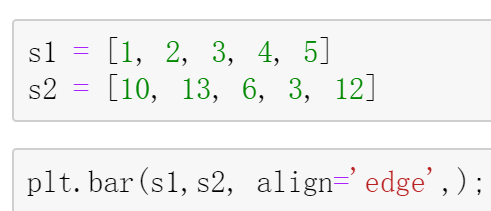 s1 = [1, 2, 3, 4, 5]
s2 = [10, 13, 6, 3, 12]
plt.bar(s1,s2, align='edge',);